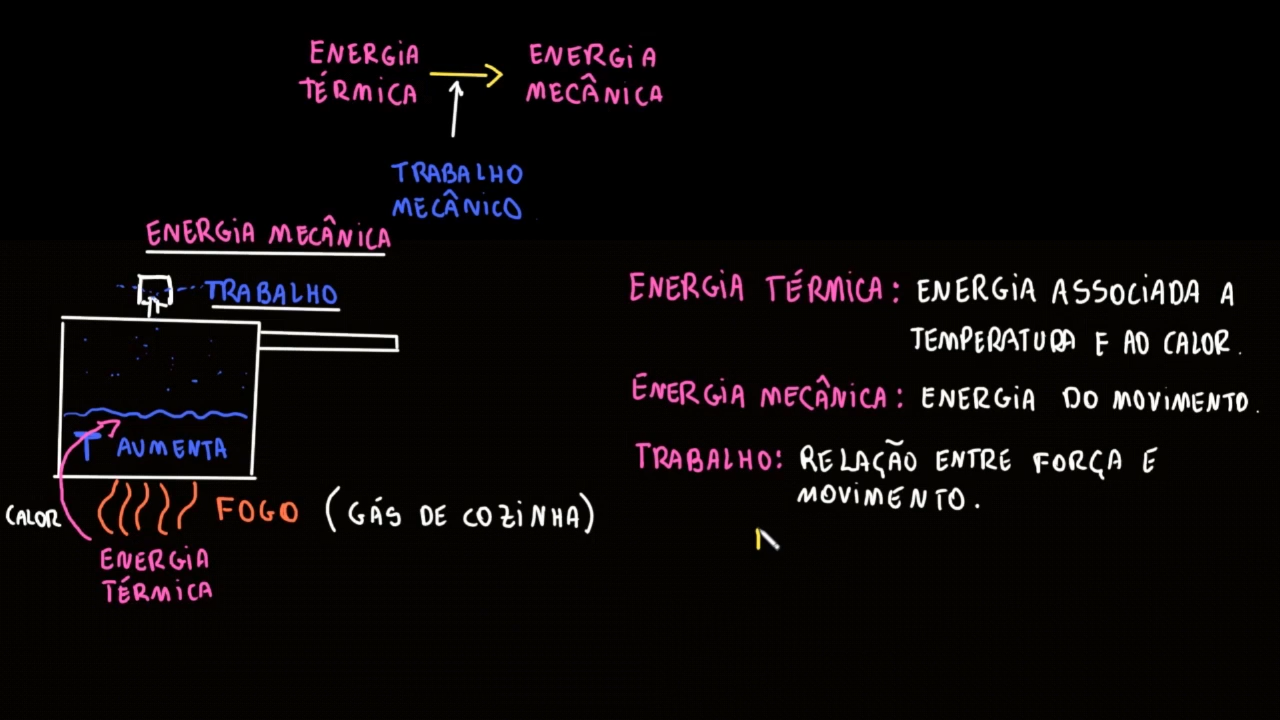 ENERGIA
TÉRMICA
ENERGIA
MECÂNICA
TRABALHO
MECÂNICO
ENERGIA MECÂNICA
TRABALHO
T AUMENTA
CALOR
FOGO (GÁS DE COZINHA)
ENERGIA
TÉRMICA
ENERGIA TÉRMICA: ENERGIA ASSOCIADA A
TEMPERATURA E AO CALOR.
ENERGIA MECÂNICA: ENERGIA DO MOVIMENTO.
TRABALHO: RELAÇÃO ENTRE FORÇA E
MOVIMENTO.